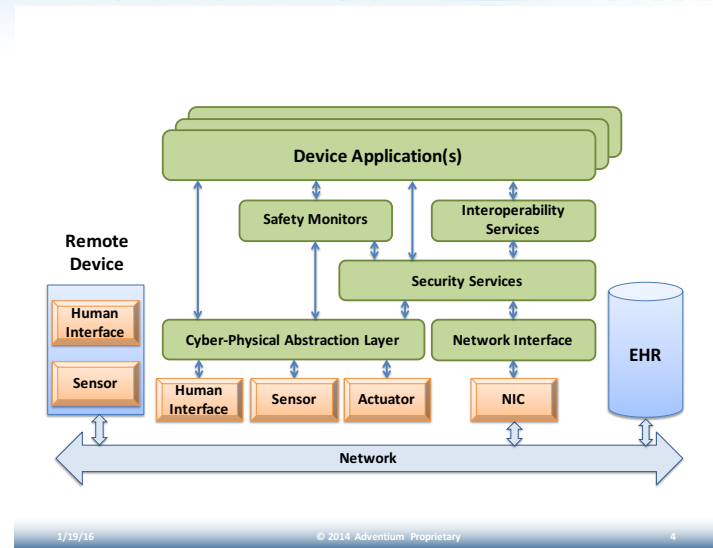 Device Application(s)
Safety Monitors
Interoperability
Services
Remote
Device
Security Services
Human
Interface
Sensor
Cyber-Physical Abstraction Layer
Network Interface
EHR
Human
Interface
Sensor
Actuator
NIC
Network
1/19/16
© 2014 Adventium Proprietary
4